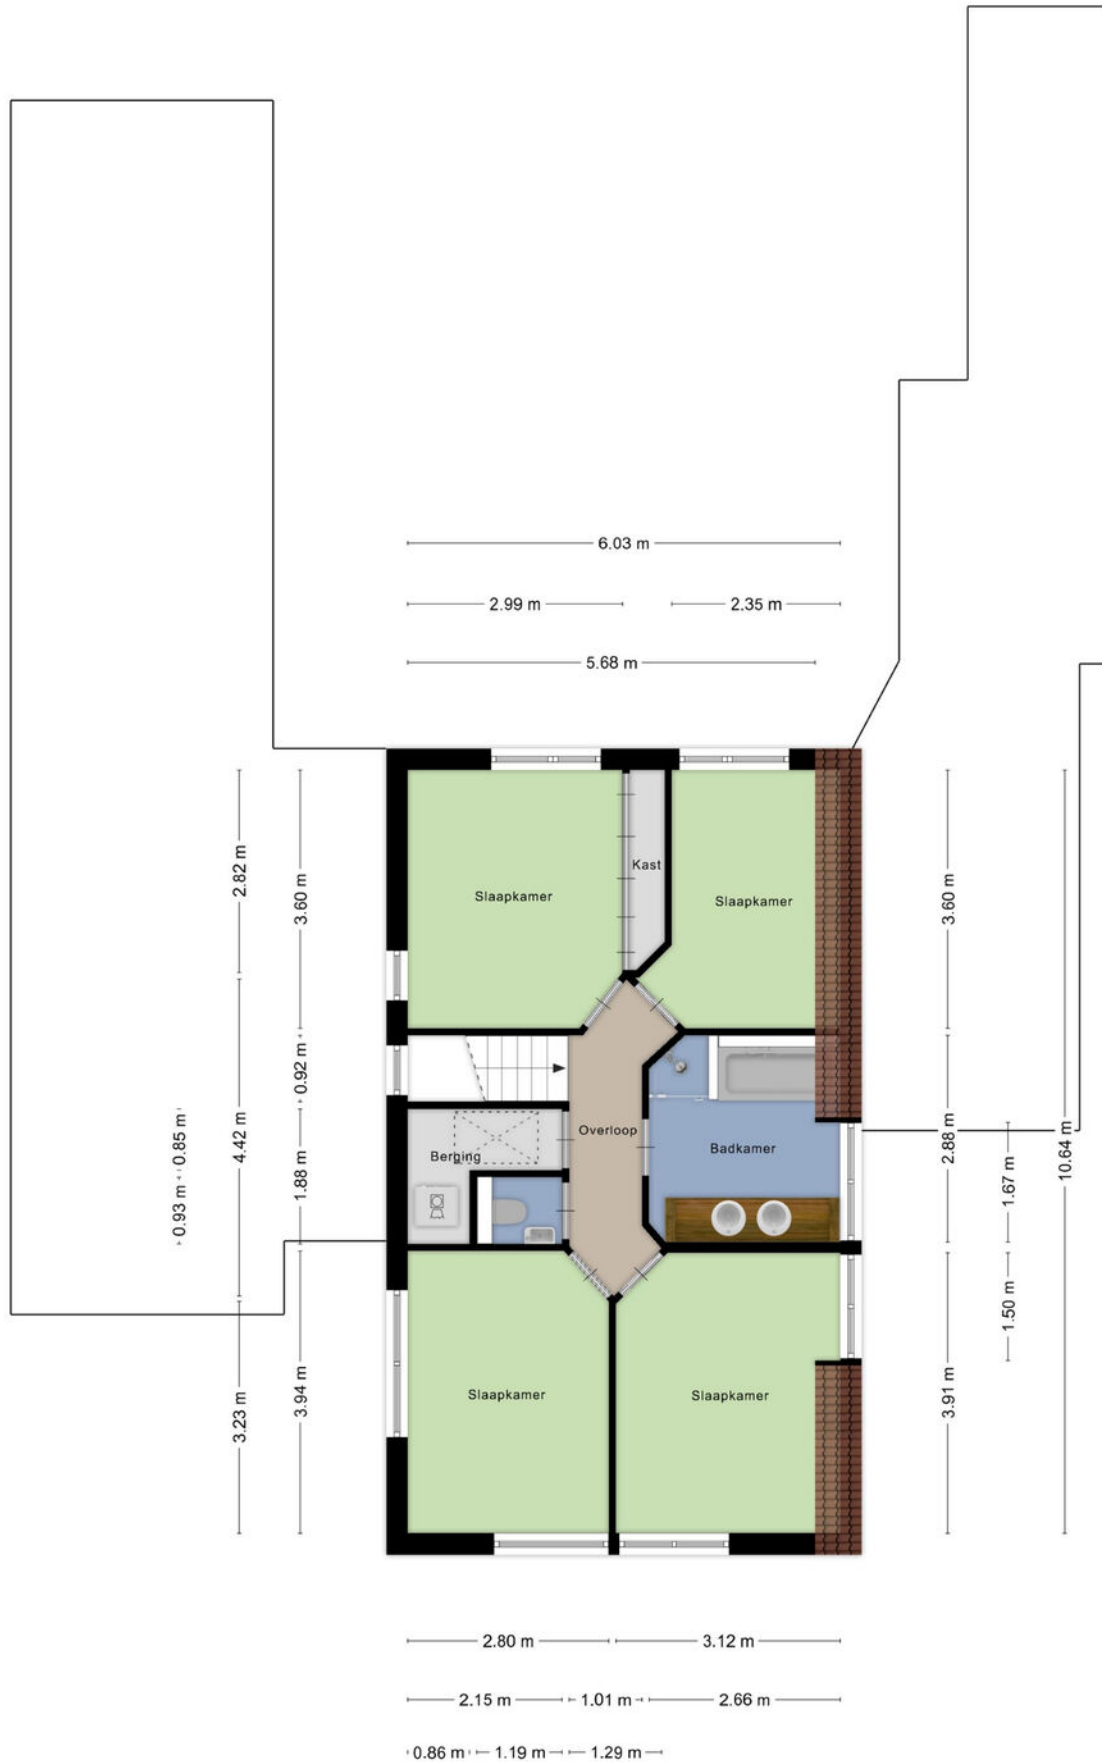 6.03 m
2.99 m
2.35 m
5.68 m
2.82 m
3.60 m
Kast
Slaapkamer
Slaapkamer
3.60 m
0.92 m
4.42 m
0.85 m
0.93 m
1.88 m
Overloop
Berging
Badkamer
2.88 m
1.67 m
10.64 m
1.50 m
3.23 m
3.94 m
Slaapkamer
Slaapkamer
3.91 m
2.80 m
3.12 m
2.15 m
1.01 m
2.66 m
0.86 m
1.19 m
1.29 m